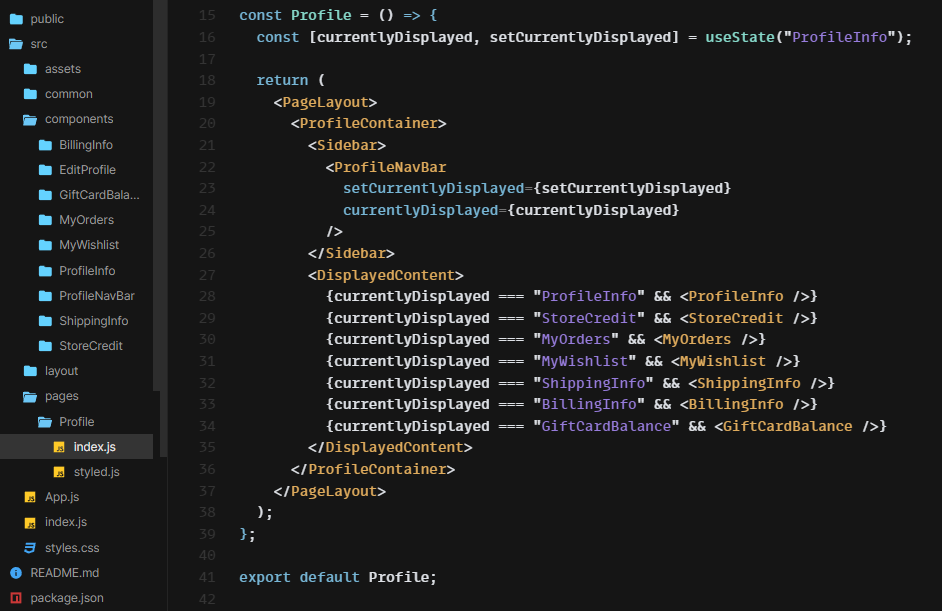 public
src
assets
common
components
BillingInfo
EditProfile
GiftCardBala...
MyOrders
MyWishlist
ProfileInfo
ProfileNavBar
ShippingInfo
StoreCredit
layout
pages
Profile
index.js
styled.js
App.js
index.js
styles.css
README.md
package.json
15 const Profile = () => {
16   const [currentlyDisplayed, setCurrentlyDisplayed] = useState("ProfileInfo");
17
18   return (
19     <PageLayout>
20       <ProfileContainer>
21         <Sidebar>
22           <ProfileNavBar
23             setCurrentlyDisplayed={setCurrentlyDisplayed}
24             currentlyDisplayed={currentlyDisplayed}
25           />
26         </Sidebar>
27         <DisplayedContent>
28           {currentlyDisplayed === "ProfileInfo" && <ProfileInfo />}
29           {currentlyDisplayed === "StoreCredit" && <StoreCredit />}
30           {currentlyDisplayed === "MyOrders" && <MyOrders />}
31           {currentlyDisplayed === "MyWishlist" && <MyWishlist />}
32           {currentlyDisplayed === "ShippingInfo" && <ShippingInfo />}
33           {currentlyDisplayed === "BillingInfo" && <BillingInfo />}
34           {currentlyDisplayed === "GiftCardBalance" && <GiftCardBalance />}
35         </DisplayedContent>
36       </ProfileContainer>
37     </PageLayout>
38   );
39 };
40
41 export default Profile;
42